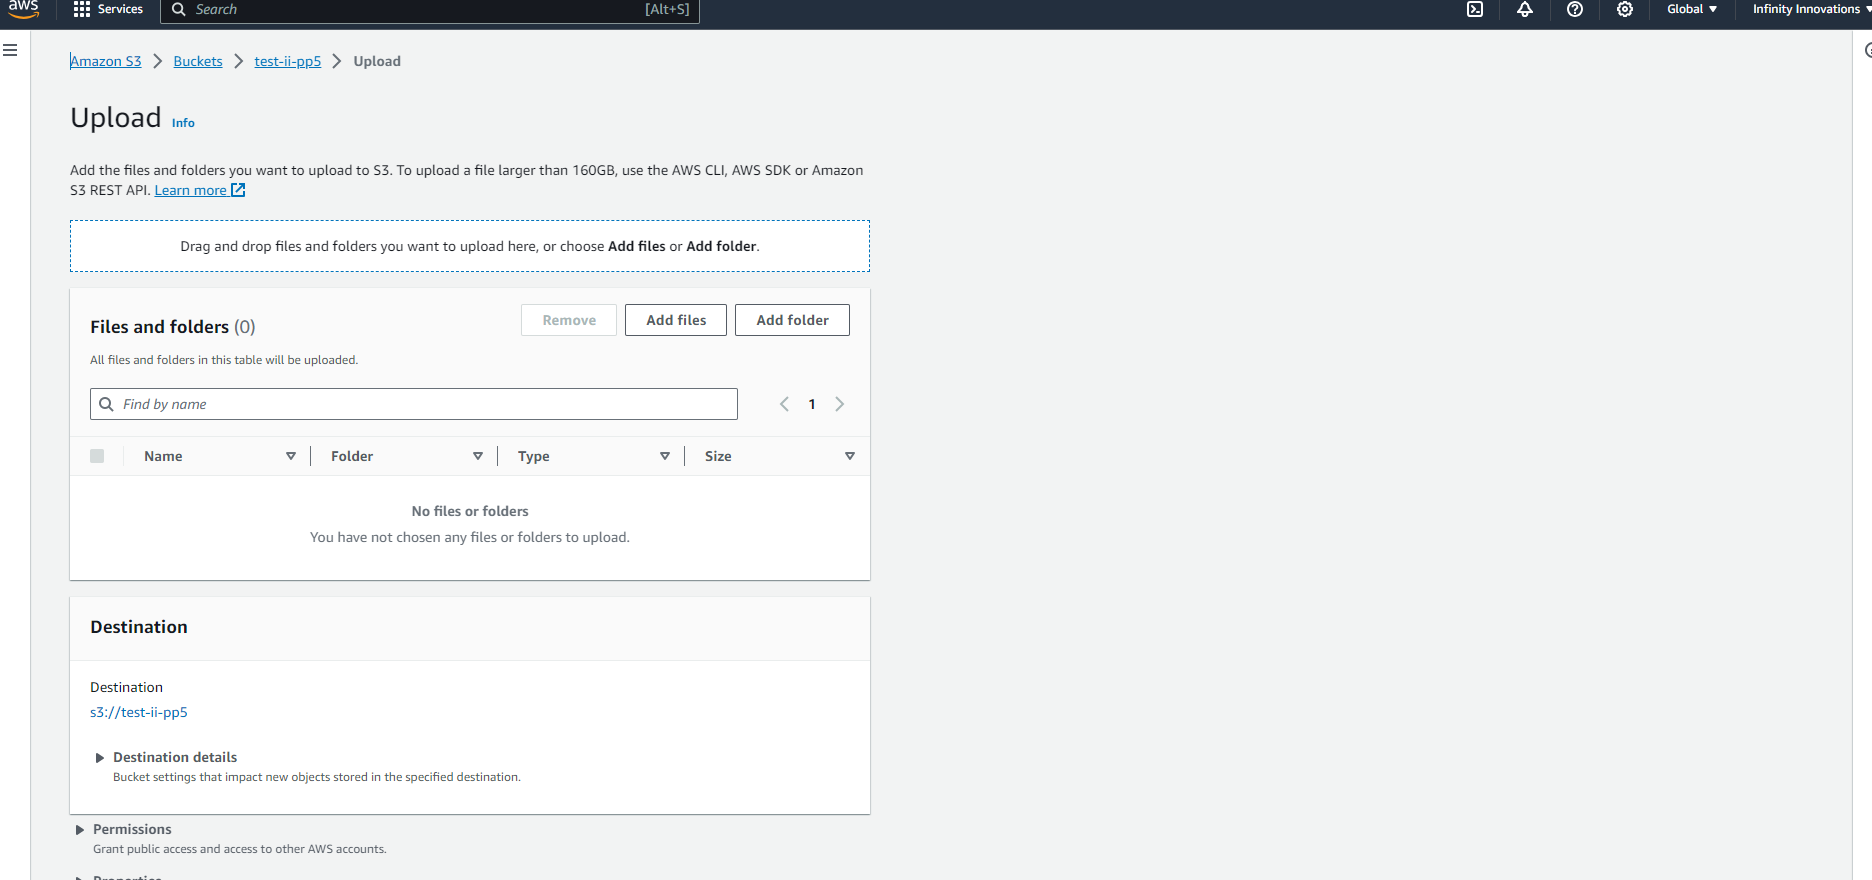 aws Services Search [Alt+S] Global Infinity Innovations
Amazon S3 Buckets test-ii-pp5 Upload
Upload Info
Add the files and folders you want to upload to S3. To upload a file larger than 160GB, use the AWS CLI, AWS SDK or Amazon
S3 REST API. Learn more
Drag and drop files and folders you want to upload here, or choose Add files or Add folder.
Files and folders (0) Remove Add files Add folder
All files and folders in this table will be uploaded.
Find by name 1
Name Folder Type Size
No files or folders
You have not chosen any files or folders to upload.
Destination
Destination
s3://test-ii-pp5
Destination details
Bucket settings that impact new objects stored in the specified destination.
Permissions
Grant public access and access to other AWS accounts.
Properties